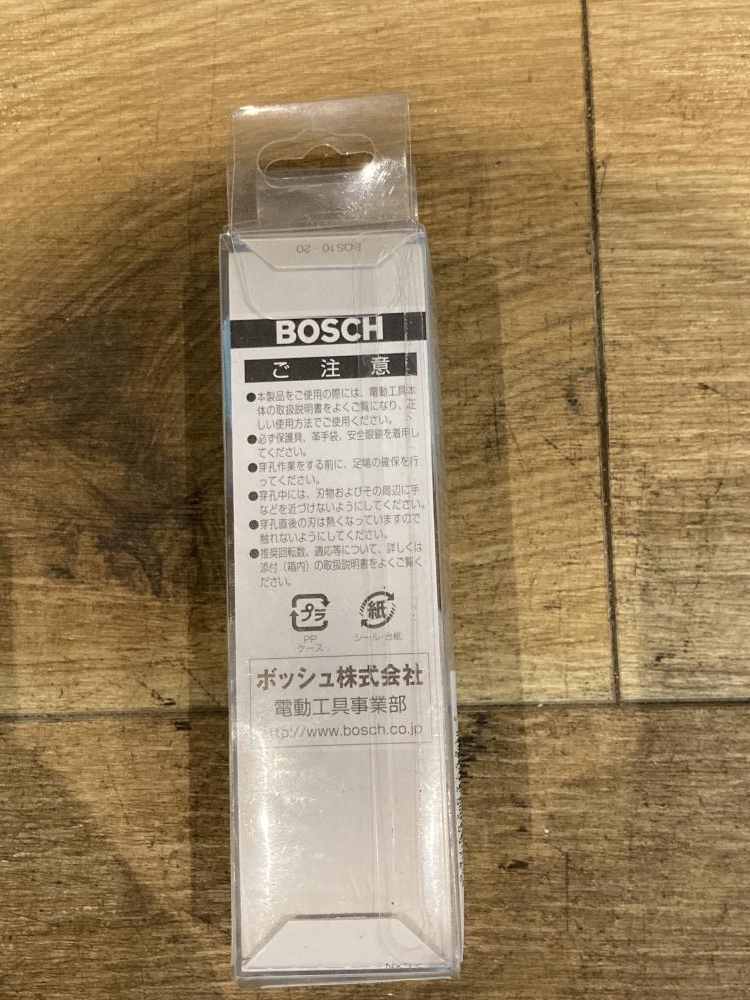 BOSCH
ご注意
●本製品をご使用の際には、電動工具本
体の取扱説明書をよくご覧になり、正
しい使用方法でご使用ください。
●必ず保護具、革手袋、安全眼鏡を着用し
てください。
●穿孔作業をする前に、足場の確保を行
ってください。
●穿孔中には、刃物およびその周辺に手
などを近づけないようにしてください。
●穿孔直後の刃は熱くなっていますので
触れないようにしてください。
●推奨回転数、適応等について、詳しくは
添付（箱内）の取扱説明書をよくご覧く
ださい。
プラ 紙
PP シール 台紙
ケース
ボッシュ株式会社
電動工具事業部
http://www.bosch.co.jp